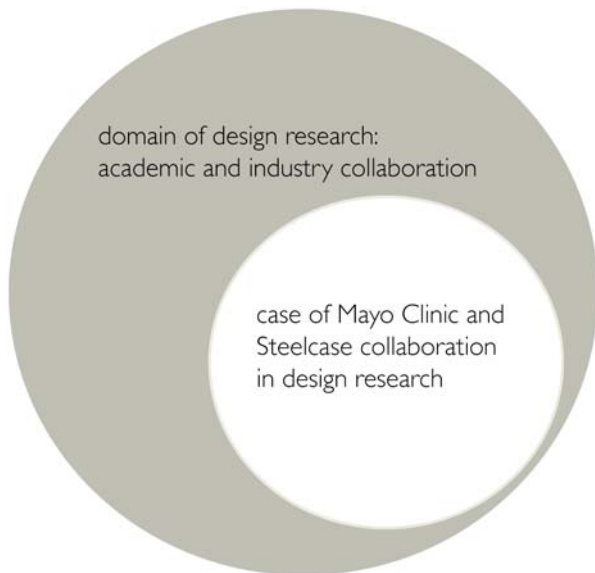 domain of design research:
academic and industry collaboration
case of Mayo Clinic and
Steelcase collaboration
in design research